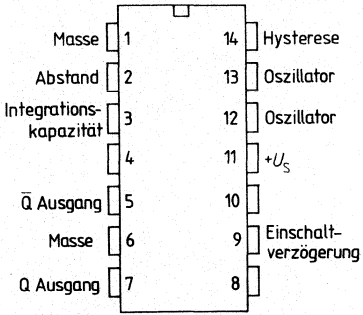 Masse 1 14 Hysterese
Abstand 2 13 Oszillator
Integrations-
kapazität 3 12 Oszillator
4 11 +US
Q̅ Ausgang 5 10
Masse 6 9 Einschalt-
verzögerung
Q Ausgang 7 8